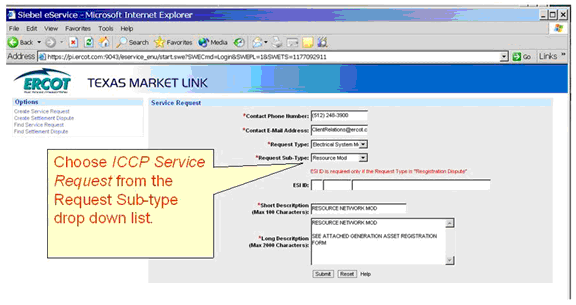 Siebel eService - Microsoft Internet Explorer
File Edit View Favorites Tools Help
Back Search Favorites Media
Address https://pi.ercot.com:9043/eservice_enu/start.swe?SWECmd=Login&SWEPL=1&SWETS=1177092911 Go Links »
ERCOT TEXAS MARKET LINK
Options
Create Service Request
Create Settlement Dispute
Find Service Request
Find Settlement Dispute
Service Request
*Contact Phone Number: (512) 248-3900
*Contact E-Mail Address: ClientRelations@ercot.c
*Request Type: Electrical System M
*Request Sub-Type: Resource Mod
ESI ID is required only if the Request Type is "Resgistration Dispute"
ESI ID:
*Short Description (Max 100 Characters): RESOURCE NETWORK MOD
*Long Description (Max 2000 Characters):
RESOURCE NETWORK MOD
SEE ATTACHED GENERATION ASSET REGISTRATION
FORM
Submit Reset Help
Choose ICCP Service
Request from the
Request Sub-type
drop down list.